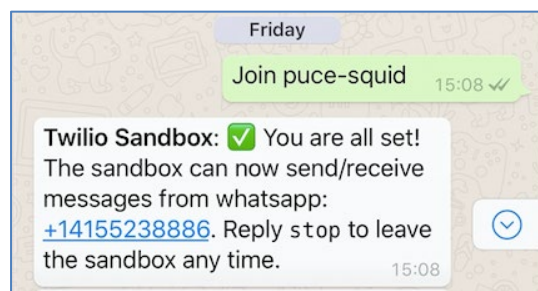 Friday
Join puce-squid
15:08
Twilio Sandbox: ✅ You are all set!
The sandbox can now send/receive
messages from whatsapp:
+14155238886. Reply stop to leave
the sandbox any time.
15:08